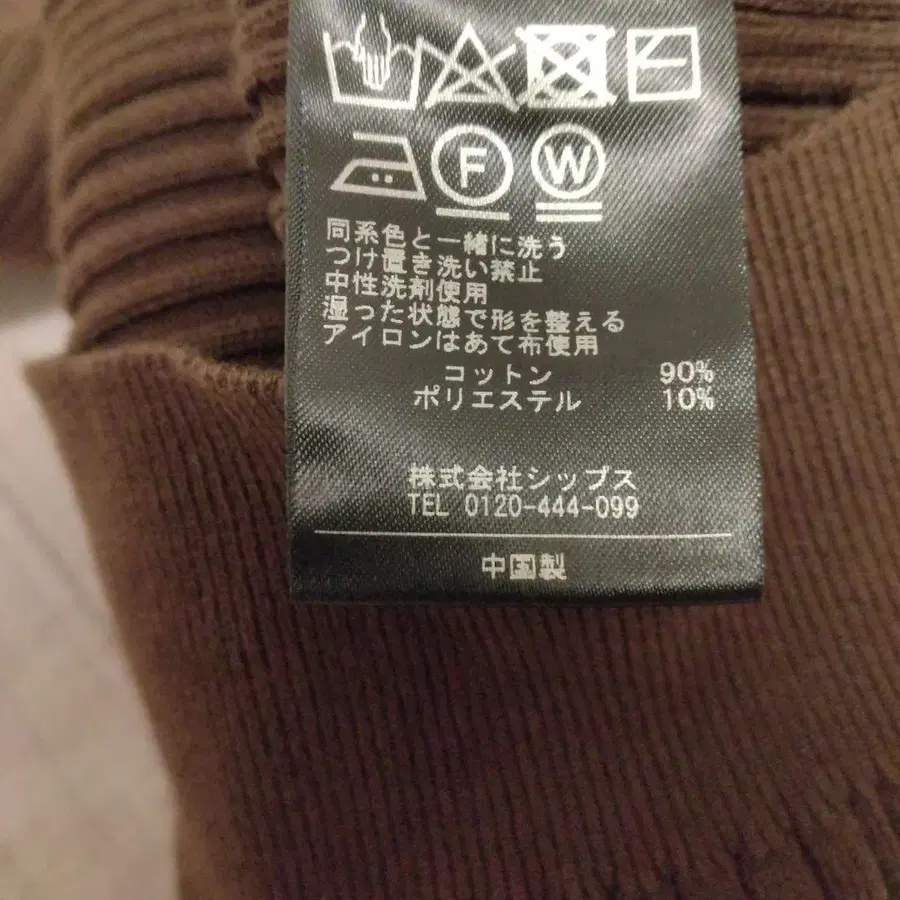 F W
同系色と一緒に洗う
つけ置き洗い禁止
中性洗剤使用
湿った状態で形を整える
アイロンはあて布使用
コットン 90%
ポリエステル 10%
株式会社シップス
TEL 0120-444-099
中国製